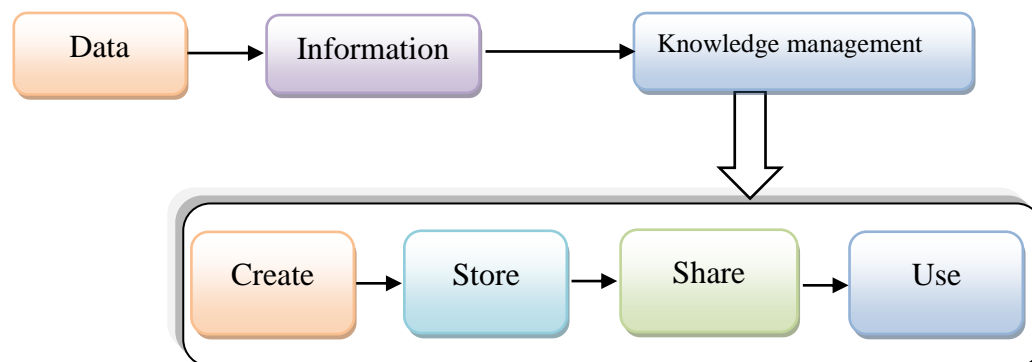 Data
Information
Knowledge management
Create
Store
Share
Use